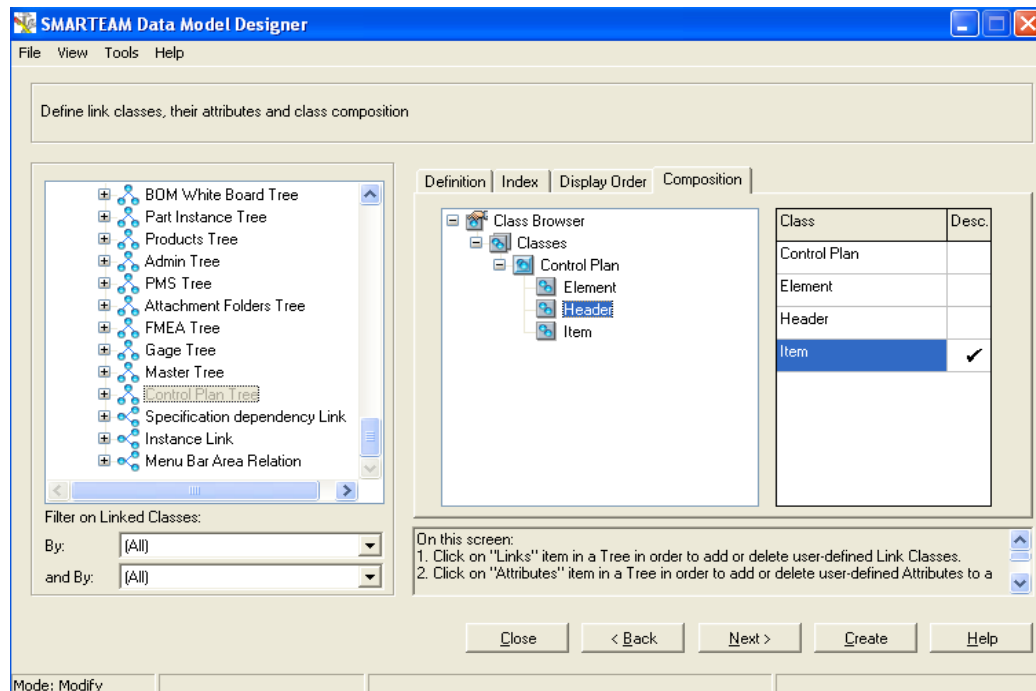 SMARTEAM Data Model Designer
File View Tools Help
Define link classes, their attributes and class composition
BOM White Board Tree
Part Instance Tree
Products Tree
Admin Tree
PMS Tree
Attachment Folders Tree
FMEA Tree
Gage Tree
Master Tree
Control Plan Tree
Specification dependency Link
Instance Link
Menu Bar Area Relation
Filter on Linked Classes:
By: (All)
and By: (All)
Definition Index Display Order Composition
Class Browser
Classes
Control Plan
Element
Header
Item
Class Desc.
Control Plan
Element
Header
Item
On this screen:
1. Click on "Links" item in a Tree in order to add or delete user-defined Link Classes.
2. Click on "Attributes" item in a Tree in order to add or delete user-defined Attributes to a
Close < Back Next > Create Help
Mode: Modify